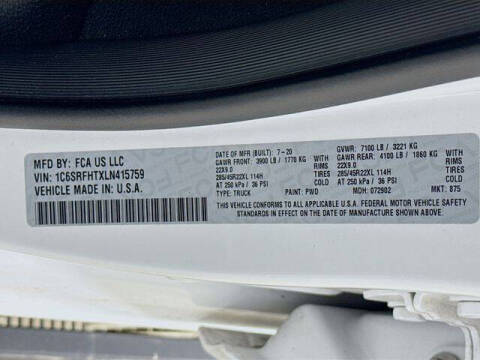 MFD BY: FCA US LLC
VIN: 1C6SRFHTXLN415759
VEHICLE MADE IN U.S.A.
DATE OF MFR (BUILT): 7-20
GAWR FRONT: 3900 LB / 1770 KG
22X9.0 RIMS
285/45R22XL 114H TIRES
AT 250 kPa / 36 PSI COLD
TYPE: TRUCK
PAINT: PWD
GVWR: 7100 LB / 3221 KG
GAWR REAR: 4100 LB / 1860 KG
22X9.0 RIMS
285/45R22XL 114H TIRES
AT 250 kPa / 36 PSI COLD
MDH: 072902
MKT: 875
THIS VEHICLE CONFORMS TO ALL APPLICABLE U.S.A. FEDERAL MOTOR VEHICLE SAFETY
STANDARDS IN EFFECT ON THE DATE OF MANUFACTURE SHOWN ABOVE.